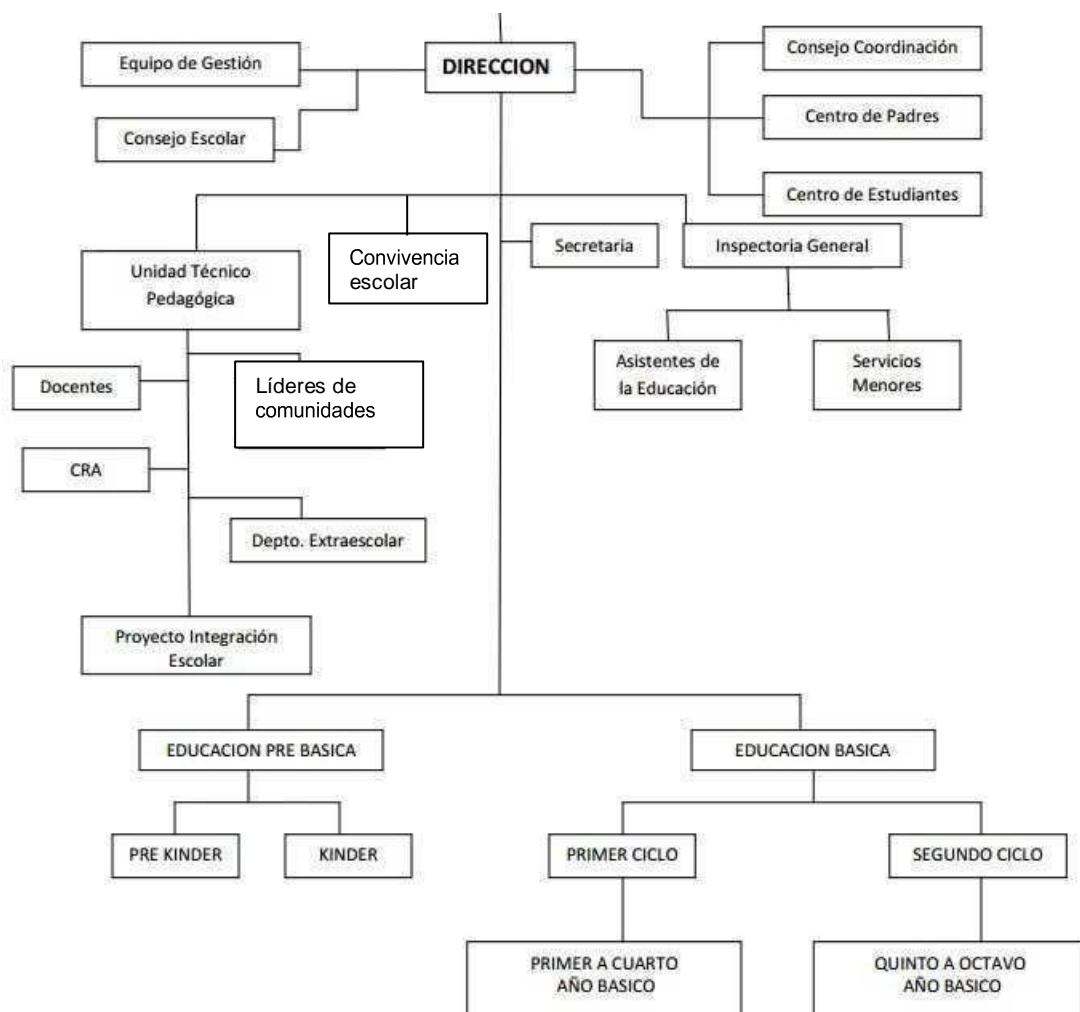 Equipo de Gestión
DIRECCION
Consejo Coordinación
Consejo Escolar
Centro de Padres
Centro de Estudiantes
Unidad Técnico
Pedagógica
Convivencia
escolar
Secretaria
Inspectoria General
Docentes
Líderes de
comunidades
Asistentes de
la Educación
Servicios
Menores
CRA
Depto. Extraescolar
Proyecto Integración
Escolar
EDUCACION PRE BASICA
EDUCACION BASICA
PRE KINDER
KINDER
PRIMER CICLO
SEGUNDO CICLO
PRIMER A CUARTO
AÑO BASICO
QUINTO A OCTAVO
AÑO BASICO